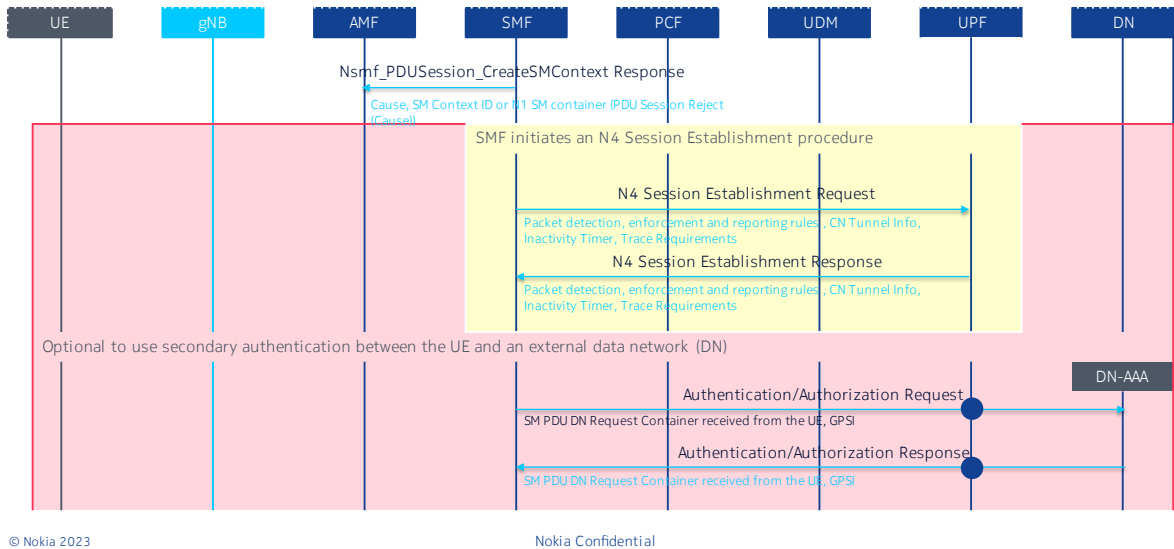 UE gNB AMF SMF PCF UDM UPF DN
Nsmf_PDUSession_CreateSMContext Response
Cause, SM Context ID or N1 SM container (PDU Session Reject
(Cause))
SMF initiates an N4 Session Establishment procedure
N4 Session Establishment Request
Packet detection, enforcement and reporting rules , CN Tunnel Info,
Inactivity Timer, Trace Requirements
N4 Session Establishment Response
Packet detection, enforcement and reporting rules , CN Tunnel Info,
Inactivity Timer, Trace Requirements
Optional to use secondary authentication between the UE and an external data network (DN)
DN-AAA
Authentication/Authorization Request
SM PDU DN Request Container received from the UE, GPSI
Authentication/Authorization Response
SM PDU DN Request Container received from the UE, GPSI
© Nokia 2023
Nokia Confidential